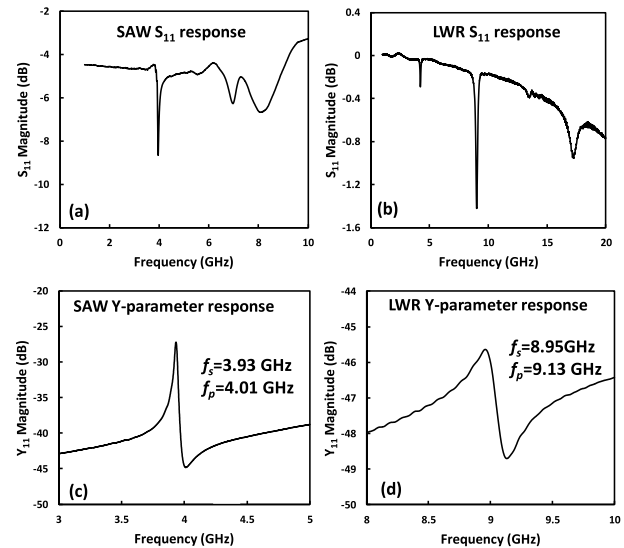 SAW S11 response
S11 Magnitude (dB)
-2
-4
-6
-8
-10
-12
(a)
0 2 4 6 8 10
Frequency (GHz)
LWR S11 response
S11 Magnitude (dB)
0.4
0
-0.4
-0.8
-1.2
-1.6
(b)
0 5 10 15 20
Frequency (GHz)
SAW Y-parameter response
Y11 Magnitude (dB)
-20
-25
-30
-35
-40
-45
-50
fs=3.93 GHz
fp=4.01 GHz
(c)
3 3.5 4 4.5 5
Frequency (GHz)
LWR Y-parameter response
Y11 Magnitude (dB)
-44
-45
-46
-47
-48
-49
-50
fs=8.95GHz
fp=9.13 GHz
(d)
8 8.5 9 9.5 10
Frequency (GHz)